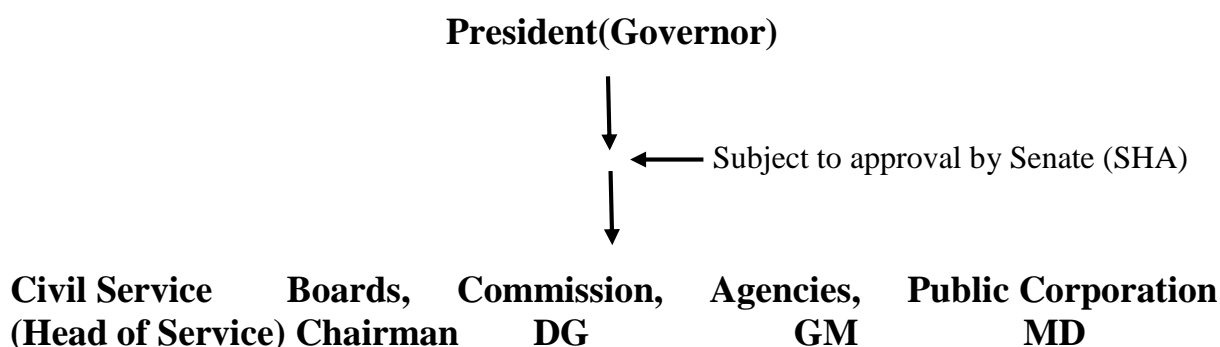 President(Governor)
Subject to approval by Senate (SHA)
Civil Service Boards, Commission, Agencies, Public Corporation
(Head of Service) Chairman DG GM MD